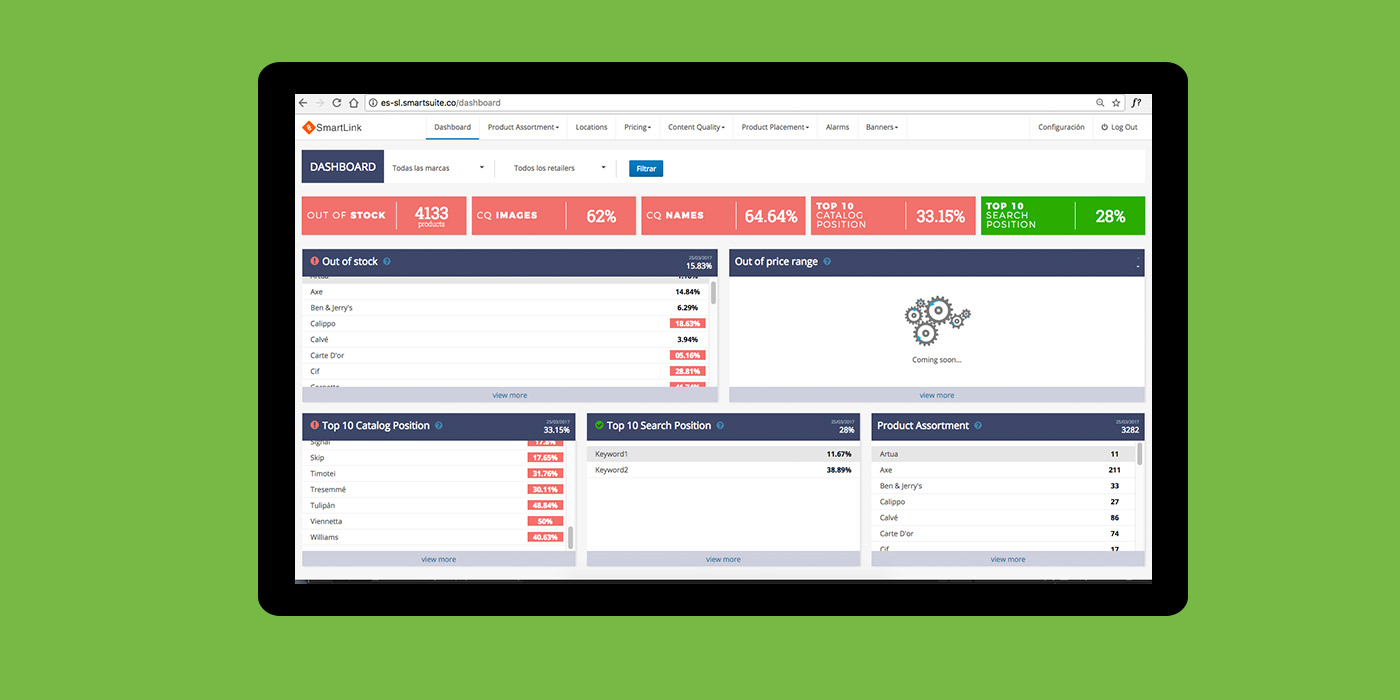 es-sl.smartsuite.co/dashboard
f?
SmartLink
Dashboard
Product Assortment
Locations
Pricing
Content Quality
Product Placement
Alarms
Banners
Configuración
Log Out
DASHBOARD
Todas las marcas
Todos los retailers
Filtrar
OUT OF STOCK
4133
products
CQ IMAGES
62%
CQ NAMES
64.64%
TOP 10
CATALOG
POSITION
33.15%
TOP 10
SEARCH
POSITION
28%
Out of stock
25/03/2017
15.83%
Axe 14.84%
Ben & Jerry's 6.29%
Calippo 18.63%
Calvé 3.94%
Carte D'or 05.16%
Cif 28.81%
view more
Out of price range
Coming soon...
view more
Top 10 Catalog Position
25/03/2017
33.15%
Signal 17.8%
Skip 17.65%
Timotei 31.76%
Tresemmé 30.11%
Tulipán 48.84%
Viennetta 50%
Williams 40.63%
view more
Top 10 Search Position
25/03/2017
28%
Keyword1 11.67%
Keyword2 38.89%
view more
Product Assortment
25/03/2017
3282
Artua 11
Axe 211
Ben & Jerry's 33
Calippo 27
Calvé 86
Carte D'or 74
Cif 17
view more